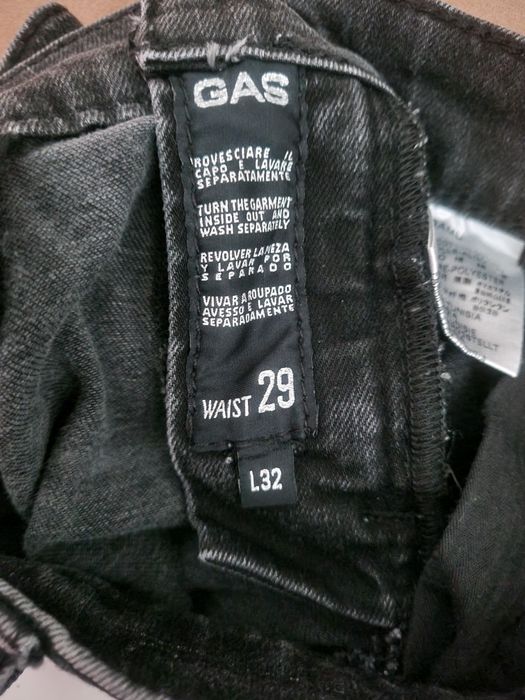 GAS
ROVESCIARE IL
CAPO E LAVARE
SEPARATAMENTE
TURN THE GARMENT
INSIDE OUT AND
WASH SEPARATELY
REVOLVER LA PIEZA
Y LAVAR POR
SEPARADO
VIVAR A ROUPADO
AVESSO E LAVAR
SEPARADAMENTE
WAIST 29
L32